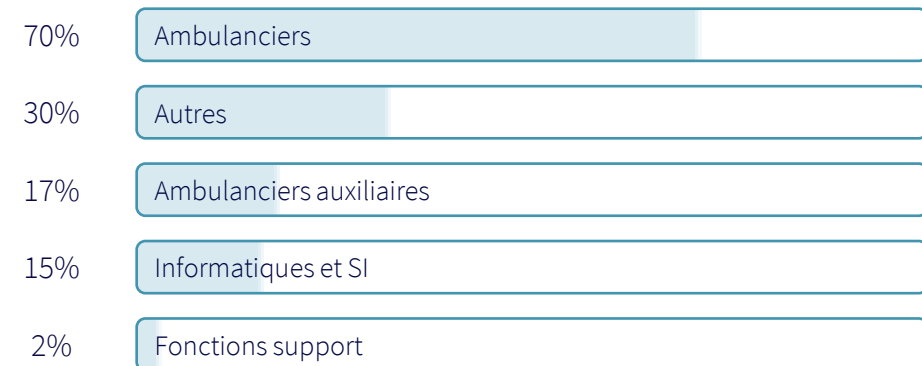 70% Ambulanciers
30% Autres
17% Ambulanciers auxiliaires
15% Informatiques et SI
2% Fonctions support